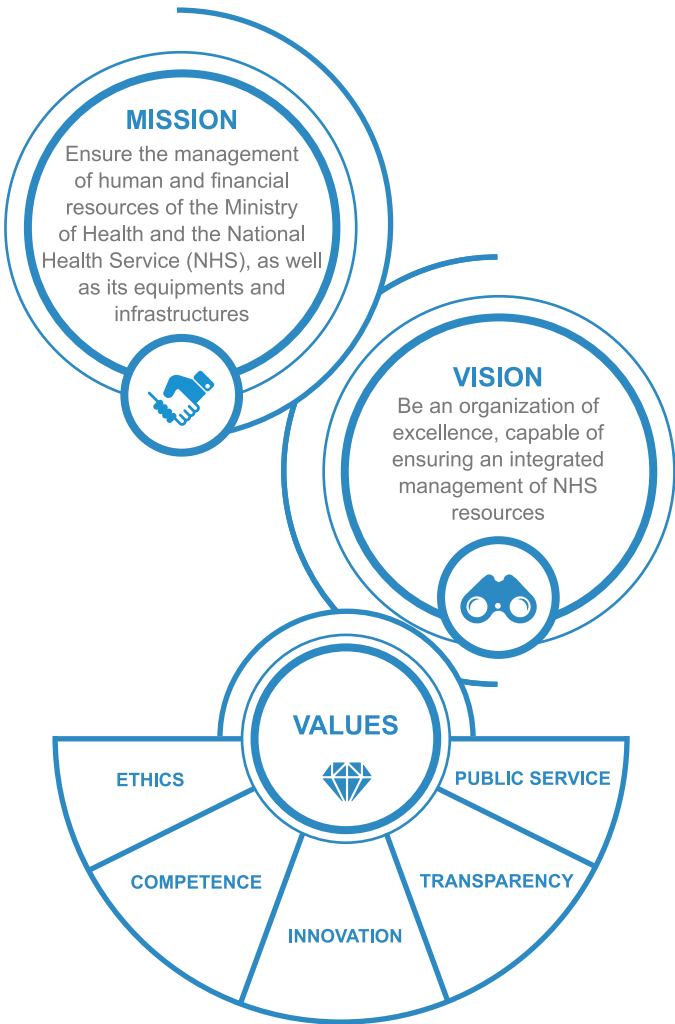 MISSION
Ensure the management
of human and financial
resources of the Ministry
of Health and the National
Health Service (NHS), as well
as its equipments and
infrastructures
VISION
Be an organization of
excellence, capable of
ensuring an integrated
management of NHS
resources
VALUES
ETHICS
COMPETENCE
INNOVATION
TRANSPARENCY
PUBLIC SERVICE